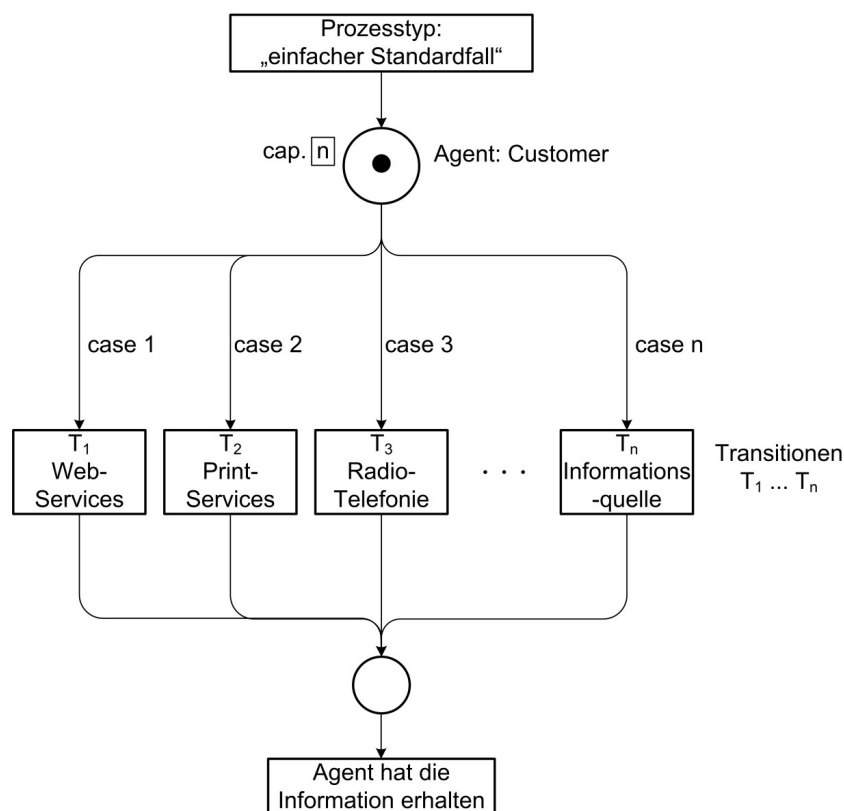 Prozesstyp:
„einfacher Standardfall“
cap. n
Agent: Customer
case 1
case 2
case 3
case n
T₁
Web-
Services
T₂
Print-
Services
T₃
Radio-
Telefonie
. . .
Tₙ
Informations
-quelle
Transitionen
T₁ ... Tₙ
Agent hat die
Information erhalten